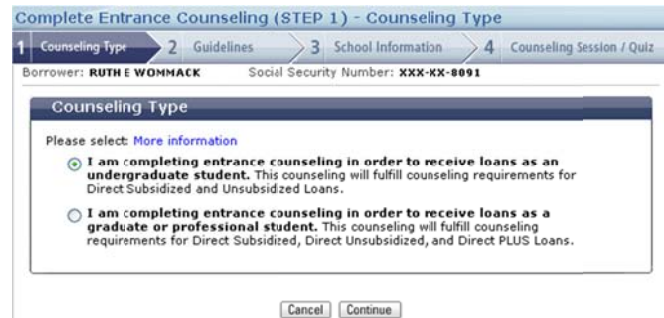 Complete Entrance Counseling (STEP 1) - Counseling Type
1 Counseling Type 2 Guidelines 3 School Information 4 Counseling Session / Quiz
Borrower: RUTH E WOMMACK Social Security Number: XXX-XX-8091
Counseling Type
Please select: More information
I am completing entrance counseling in order to receive loans as an
undergraduate student. This counseling will fulfill counseling requirements for
Direct Subsidized and Unsubsidized Loans.
I am completing entrance counseling in order to receive loans as a
graduate or professional student. This counseling will fulfill counseling
requirements for Direct Subsidized, Direct Unsubsidized, and Direct PLUS Loans.
Cancel Continue